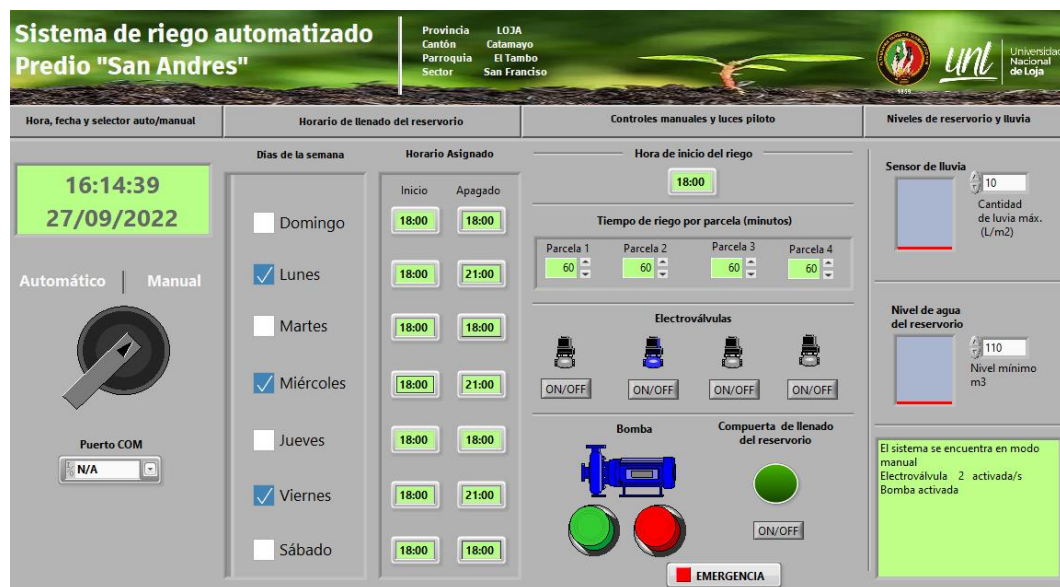 Sistema de riego automatizado
Predio "San Andres"
Provincia LOJA
Cantón Catamayo
Parroquia El Tambo
Sector San Franciso
1859
unl
Universidad
Nacional
de Loja
Hora, fecha y selector auto/manual
Horario de llenado del reservorio
Controles manuales y luces piloto
Niveles de reservorio y lluvia
16:14:39
27/09/2022
Automático | Manual
Puerto COM
N/A
Dias de la semana
Horario Asignado
Inicio Apagado
Domingo 18:00 18:00
Lunes 18:00 21:00
Martes 18:00 18:00
Miércoles 18:00 21:00
Jueves 18:00 18:00
Viernes 18:00 21:00
Sábado 18:00 18:00
Hora de inicio del riego
18:00
Tiempo de riego por parcela (minutos)
Parcela 1 Parcela 2 Parcela 3 Parcela 4
60 60 60 60
Electroválvulas
ON/OFF ON/OFF ON/OFF ON/OFF
Bomba
Compuerta de llenado
del reservorio
ON/OFF
EMERGENCIA
Sensor de lluvia
10
Cantidad
de luvia máx.
(L/m2)
Nivel de agua
del reservorio
110
Nivel mínimo
m3
El sistema se encuentra en modo
manual
Electroválvula 2 activada/s
Bomba activada